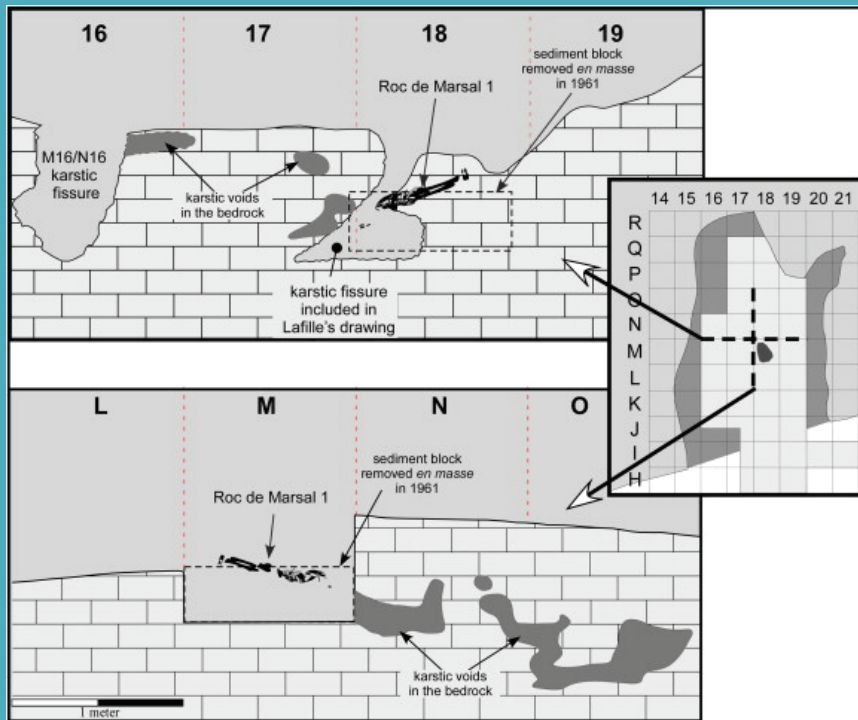 16 17 18 19
sediment block
removed en masse
in 1961
Roc de Marsal 1
M16/N16
karstic
fissure
karstic voids
in the bedrock
karstic fissure
included in
Lafille's drawing
14 15 16 17 18 19 20 21
R
Q
P
O
N
M
L
K
J
I
H
L M N O
sediment block
removed en masse
in 1961
Roc de Marsal 1
karstic voids
in the bedrock
1 meter